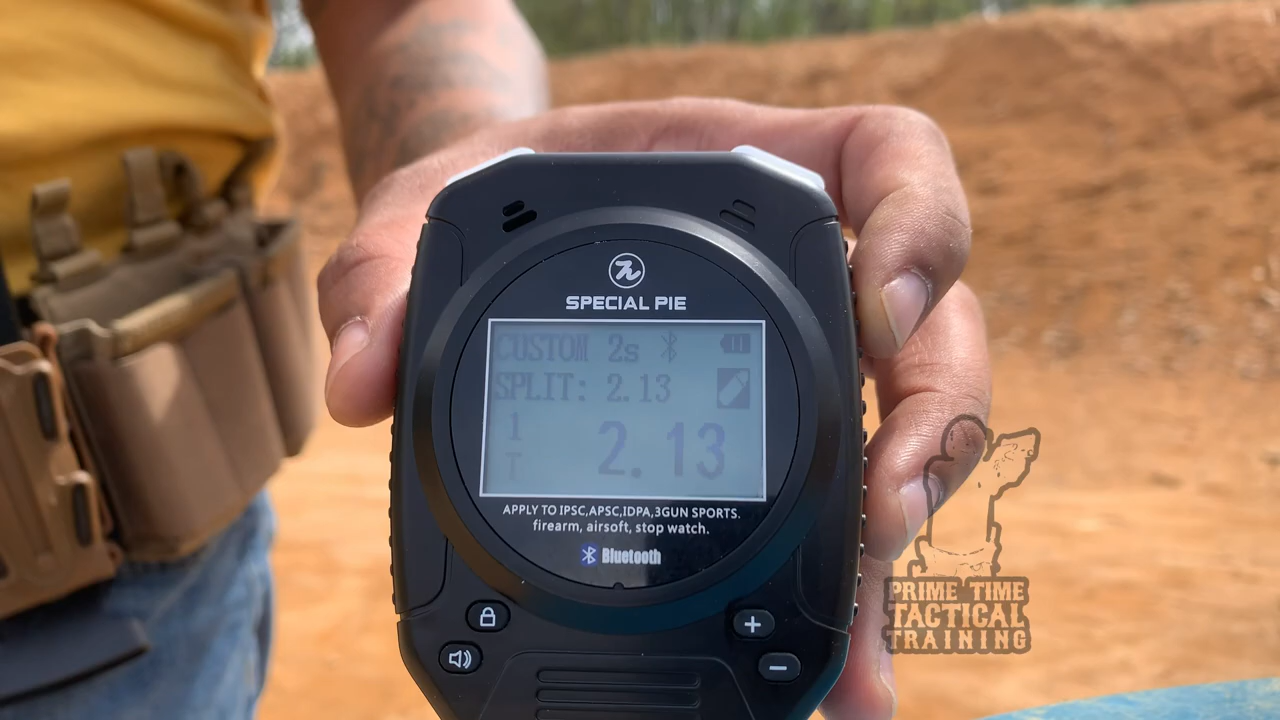 SPECIAL PIE
CUSTOM 2s
SPLIT: 2.13
1 2.13
T
APPLY TO IPSC,APSC,IDPA,3GUN SPORTS.
firearm, airsoft, stop watch.
Bluetooth
PRIME TIME
TACTICAL
TRAINING